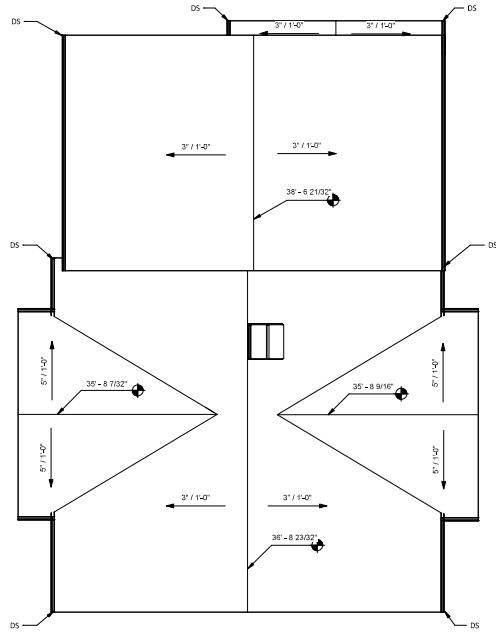 DS
DS
DS
3" / 1'-0"
3" / 1'-0"
3" / 1'-0"
3" / 1'-0"
38' - 6 21/32"
DS
DS
5" / 1'-0"
5" / 1'-0"
35' - 8 7/32"
35' - 8 9/16"
5" / 1'-0"
5" / 1'-0"
3" / 1'-0"
3" / 1'-0"
36' - 8 23/32"
DS
DS